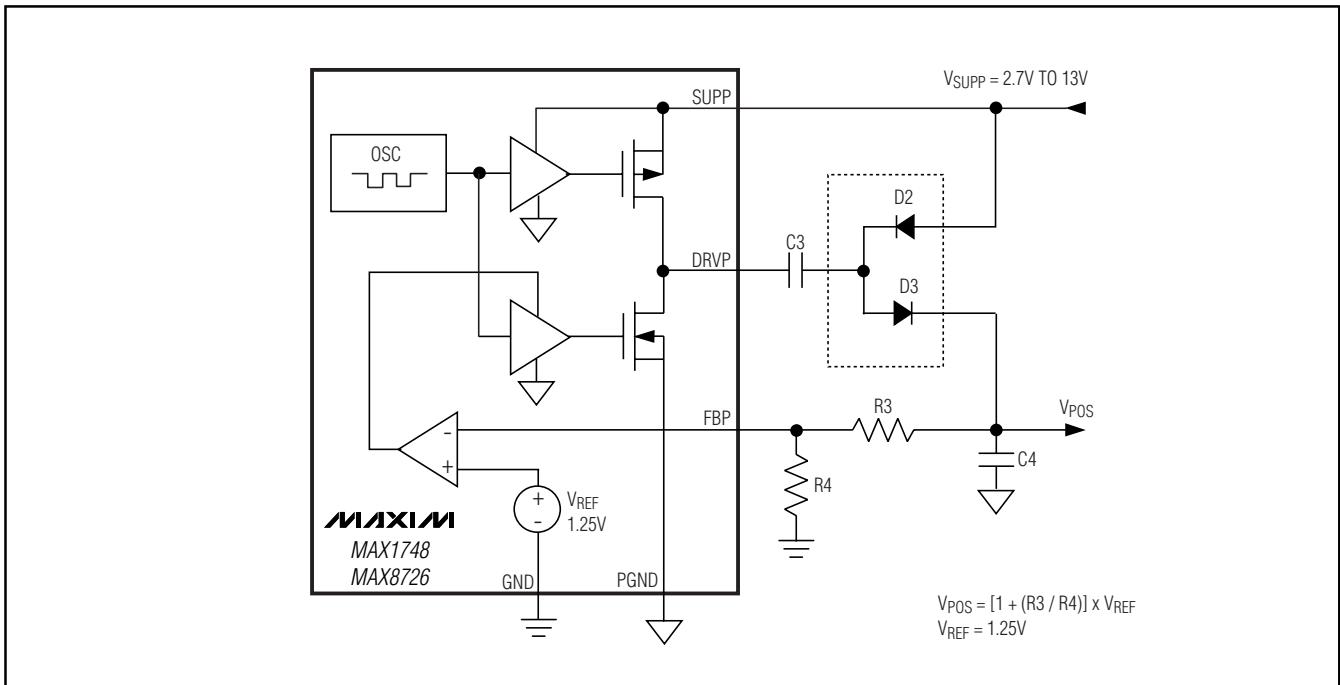 VSUPP = 2.7V TO 13V
SUPP
OSC
D2
C3
DRVP
D3
FBP
R3
VPOS
-
+
R4
C4
+
-
VREF
1.25V
MAXIM
MAX1748
MAX8726
GND
PGND
VPOS = [1 + (R3 / R4)] x VREF
VREF = 1.25V